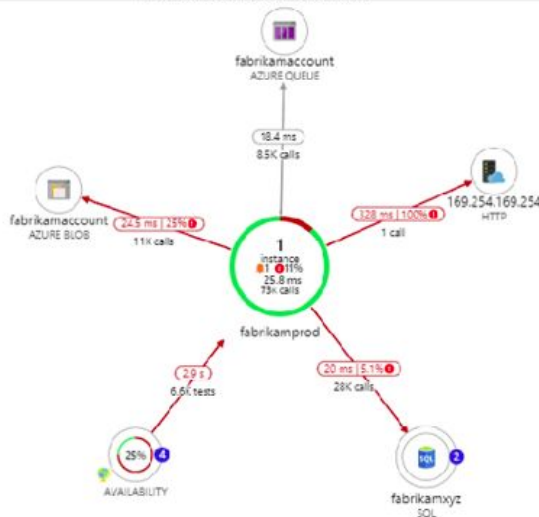 fabrikamaccount
AZURE QUEUE
18.4 ms
8.5K calls
169.254.169.254
HTTP
328 ms | 100%
1 call
fabrikamaccount
AZURE BLOB
24.5 ms | 25%
11K calls
1
instance
1 11%
25.8 ms
73K calls
fabrikamprod
2.9 s
6.6K tests
20 ms | 5.1%
28K calls
25%
4
AVAILABILITY
SQL
2
fabrikamxyz
SQL